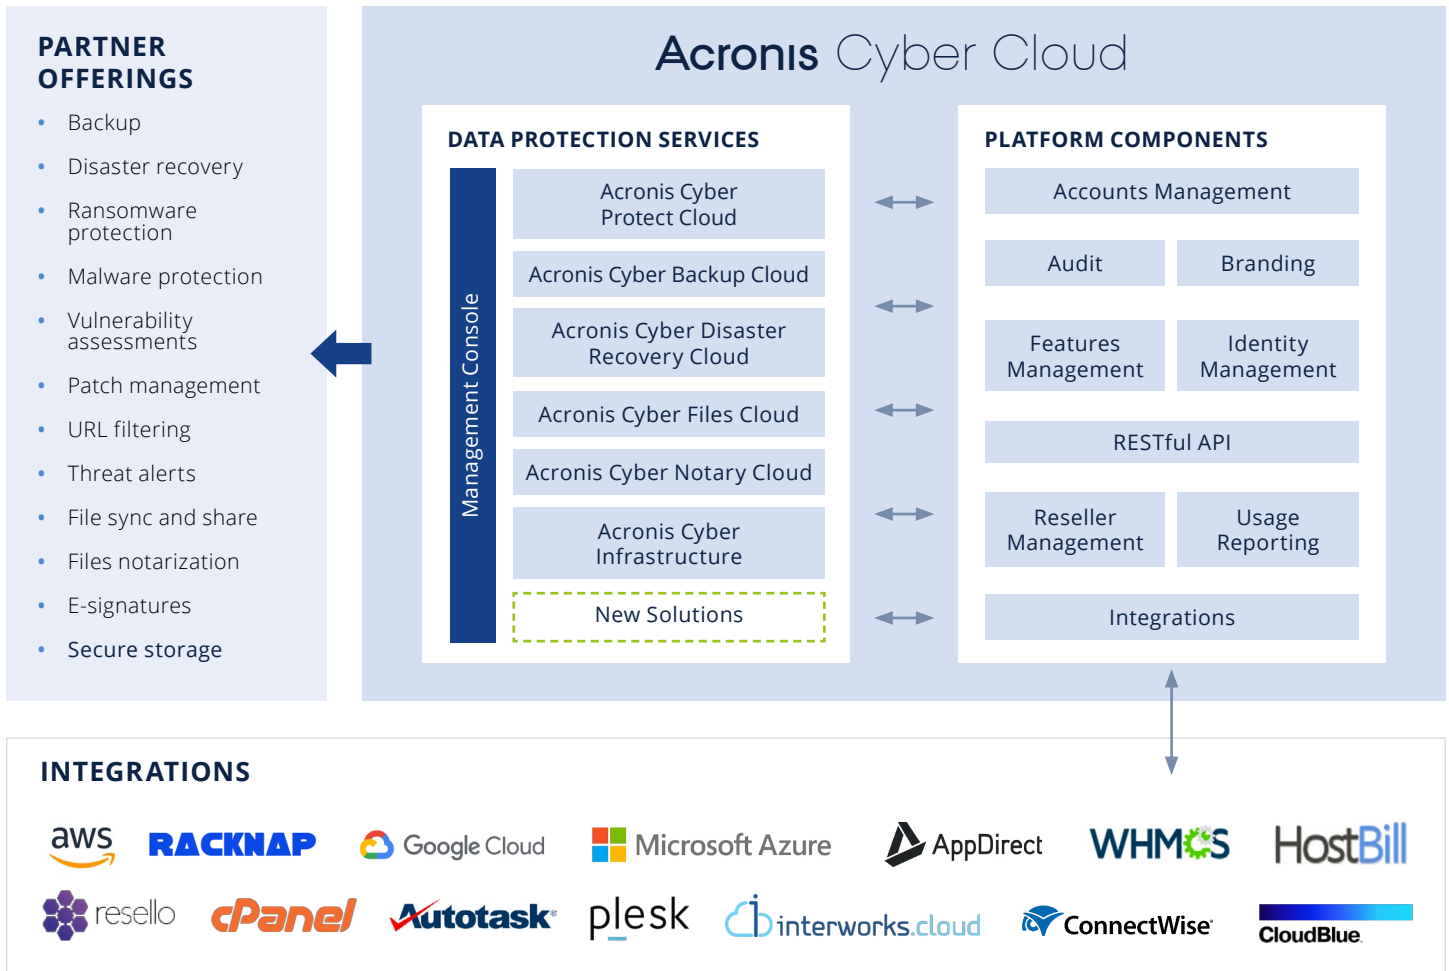 PARTNER
OFFERINGS
• Backup
• Disaster recovery
• Ransomware
protection
• Malware protection
• Vulnerability
assessments
• Patch management
• URL filtering
• Threat alerts
• File sync and share
• Files notarization
• E-signatures
• Secure storage
Acronis Cyber Cloud
DATA PROTECTION SERVICES
Management Console
Acronis Cyber
Protect Cloud
Acronis Cyber Backup Cloud
Acronis Cyber Disaster
Recovery Cloud
Acronis Cyber Files Cloud
Acronis Cyber Notary Cloud
Acronis Cyber
Infrastructure
New Solutions
PLATFORM COMPONENTS
Accounts Management
Audit
Branding
Features
Management
Identity
Management
RESTful API
Reseller
Management
Usage
Reporting
Integrations
INTEGRATIONS
aws
RACKNAP
Google Cloud
Microsoft Azure
AppDirect
WHMCS
HostBill
resello
cPanel
Autotask
plesk
interworks.cloud
ConnectWise
CloudBlue